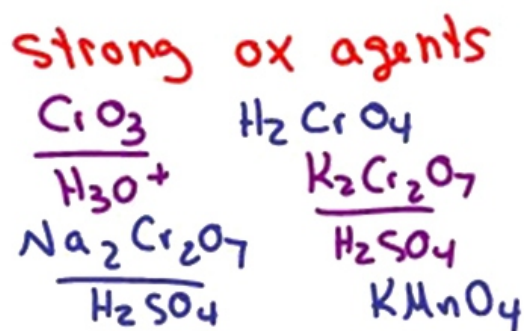 Strong ox agents
CrO3
H3O+
H2CrO4
K2Cr2O7
H2SO4
Na2Cr2O7
H2SO4
KMnO4